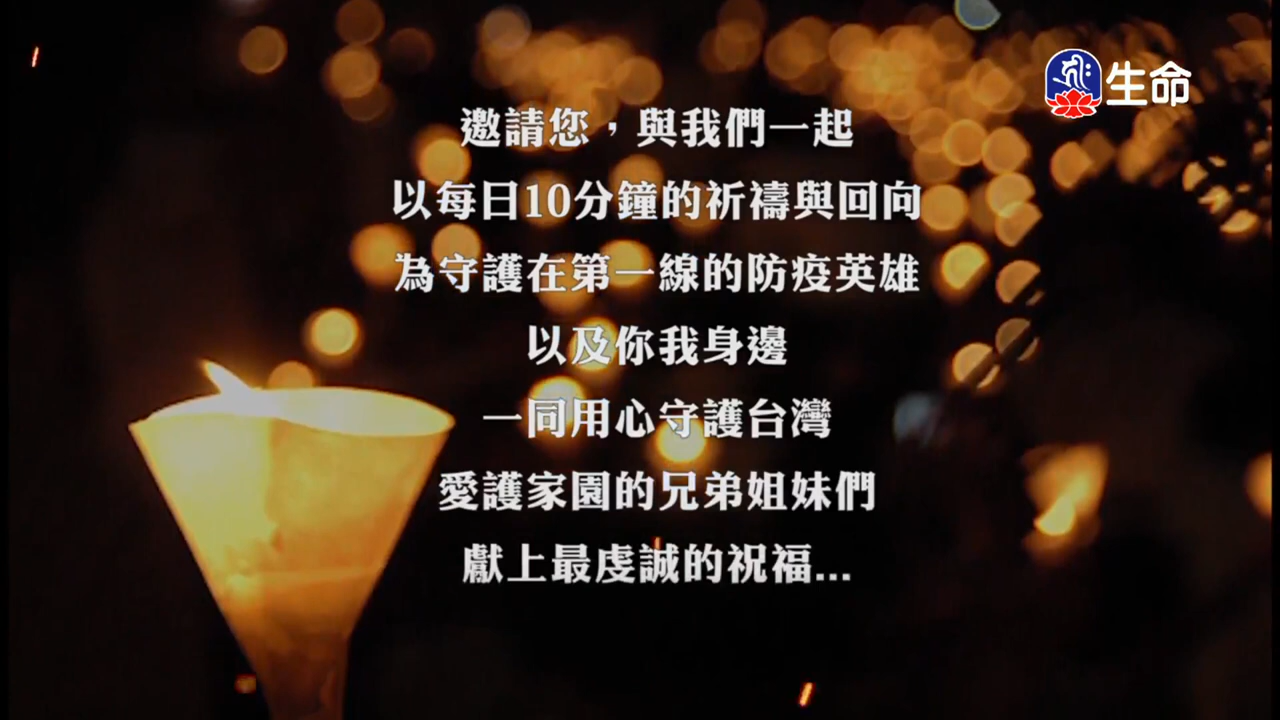 生命
邀請您，與我們一起
以每日10分鐘的祈禱與回向
為守護在第一線的防疫英雄
以及你我身邊
一同用心守護台灣
愛護家園的兄弟姐妹們
獻上最虔誠的祝福...